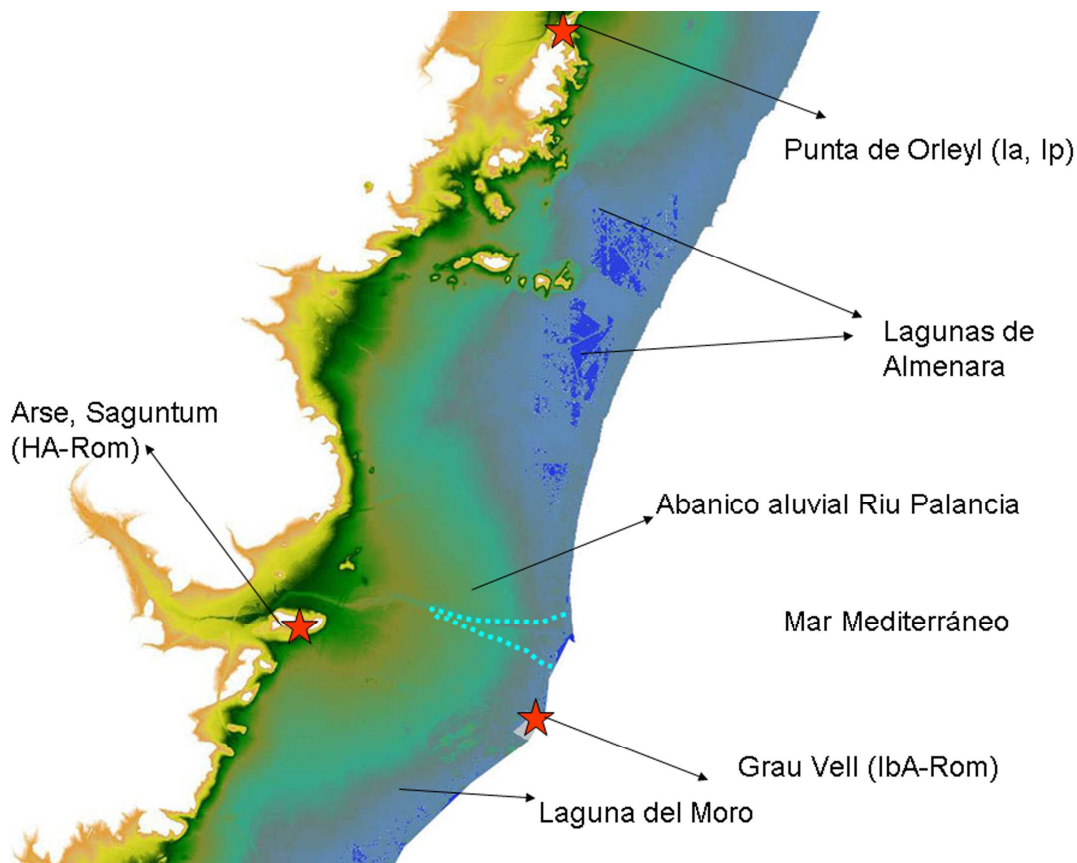 Punta de Orleyl (Ia, Ip)
Lagunas de
Almenara
Arse, Saguntum
(HA-Rom)
Abanico aluvial Riu Palancia
Mar Mediterráneo
Grau Vell (IbA-Rom)
Laguna del Moro